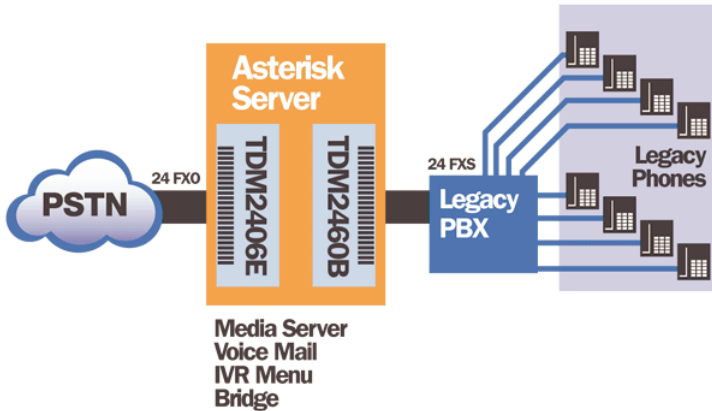 Asterisk
Server
TDM2406E
TDM2460B
PSTN
24 FXO
24 FXS
Legacy
PBX
Legacy
Phones
Media Server
Voice Mail
IVR Menu
Bridge